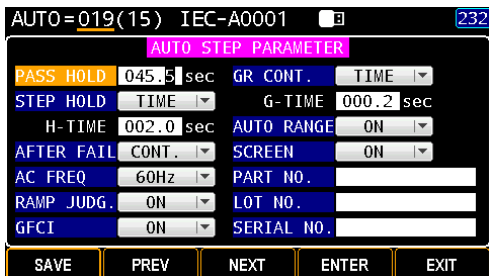 AUTO=019(15) IEC-A0001 232
AUTO STEP PARAMETER
PASS HOLD 045.5 sec GR CONT. TIME
STEP HOLD TIME G-TIME 000.2 sec
H-TIME 002.0 sec AUTO RANGE ON
AFTER FAIL CONT. SCREEN ON
AC FREQ 60Hz PART NO.
RAMP JUDG. ON LOT NO.
GFCI ON SERIAL NO.
SAVE PREV NEXT ENTER EXIT